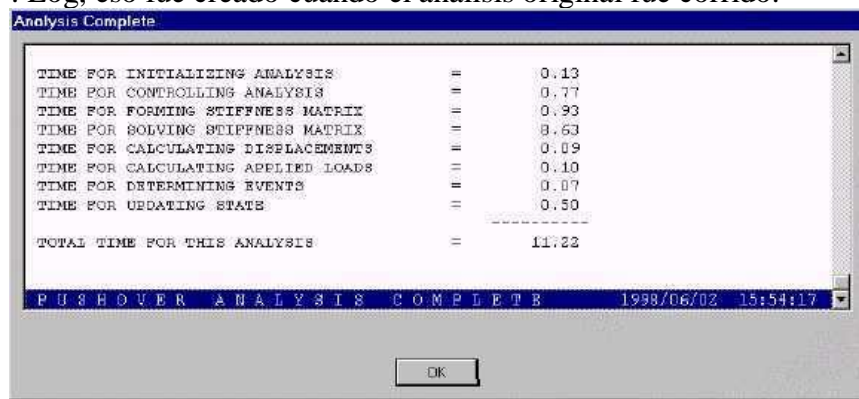 . Log, eso fue creado cuando el análisis original fue corrido.
Analysis Complete
TIME FOR INITIALIZING ANALYSIS = 0.13
TIME FOR CONTROLLING ANALYSIS = 0.77
TIME FOR FORMING STIFFNESS MATRIX = 0.93
TIME FOR SOLVING STIFFNESS MATRIX = 8.63
TIME FOR CALCULATING DISPLACEMENTS = 0.09
TIME FOR CALCULATING APPLIED LOADS = 0.10
TIME FOR DETERMINING EVENTS = 0.07
TIME FOR UPDATING STATE = 0.50
----------
TOTAL TIME FOR THIS ANALYSIS = 11.22
PUSHOVER ANALYSIS COMPLETE 1998/06/02 15:54:17
OK